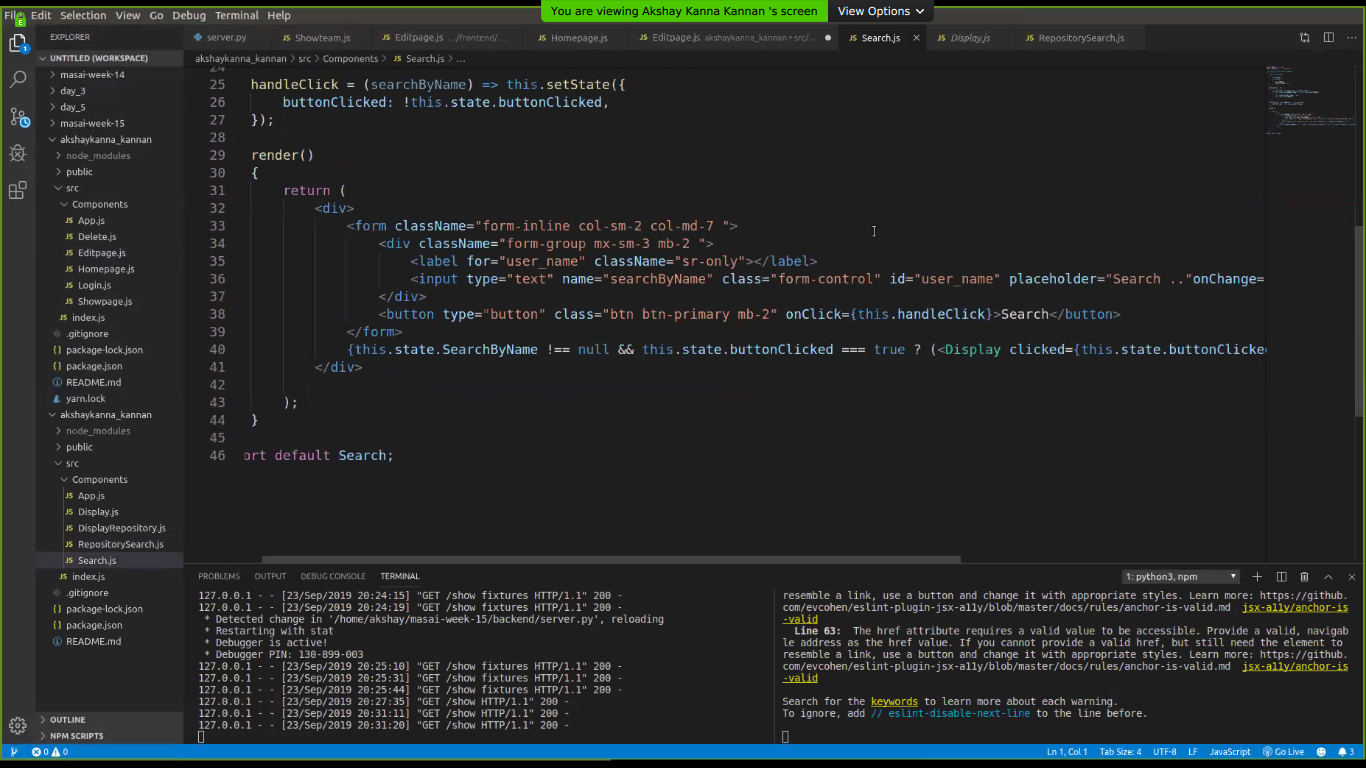 You are viewing Akshay Kanna Kannan 's screen
View Options
File Edit Selection View Go Debug Terminal Help
EXPLORER
UNTITLED (WORKSPACE)
masai-week-14
day_3
day_5
masai-week-15
akshaykanna_kannan
node_modules
public
src
Components
JS App.js
JS Delete.js
JS Editpage.js
JS Homepage.js
JS Login.js
JS Showpage.js
JS index.js
.gitignore
package-lock.json
package.json
README.md
yarn.lock
akshaykanna_kannan
node_modules
public
src
Components
JS App.js
JS Display.js
JS DisplayRepository.js
JS RepositorySearch.js
JS Search.js
JS index.js
.gitignore
package-lock.json
package.json
README.md
OUTLINE
NPM SCRIPTS
server.py JS Showteam.js JS Editpage.js .../frontend/... JS Homepage.js JS Editpage.js akshaykanna_kannan • src/... JS Search.js JS Display.js JS RepositorySearch.js
akshaykanna_kannan > src > Components > JS Search.js > ...
24
25 handleClick = (searchByName) => this.setState({
26 buttonClicked: !this.state.buttonClicked,
27 });
28
29 render()
30 {
31 return (
32 <div>
33 <form className="form-inline col-sm-2 col-md-7 ">
34 <div className="form-group mx-sm-3 mb-2 ">
35 <label for="user_name" className="sr-only"></label>
36 <input type="text" name="searchByName" class="form-control" id="user_name" placeholder="Search .."onChange=
37 </div>
38 <button type="button" class="btn btn-primary mb-2" onClick={this.handleClick}>Search</button>
39 </form>
40 {this.state.SearchByName !== null && this.state.buttonClicked === true ? (<Display clicked={this.state.buttonClicke
41 </div>
42
43 );
44 }
45
46 ort default Search;
PROBLEMS OUTPUT DEBUG CONSOLE TERMINAL
1: python3, npm
127.0.0.1 - - [23/Sep/2019 20:24:15] "GET /show fixtures HTTP/1.1" 200 -
127.0.0.1 - - [23/Sep/2019 20:24:19] "GET /show fixtures HTTP/1.1" 200 -
* Detected change in '/home/akshay/masai-week-15/backend/server.py', reloading
* Restarting with stat
* Debugger is active!
* Debugger PIN: 130-899-003
127.0.0.1 - - [23/Sep/2019 20:25:10] "GET /show fixtures HTTP/1.1" 200 -
127.0.0.1 - - [23/Sep/2019 20:25:31] "GET /show fixtures HTTP/1.1" 200 -
127.0.0.1 - - [23/Sep/2019 20:25:44] "GET /show fixtures HTTP/1.1" 200 -
127.0.0.1 - - [23/Sep/2019 20:27:35] "GET /show HTTP/1.1" 200 -
127.0.0.1 - - [23/Sep/2019 20:31:11] "GET /show HTTP/1.1" 200 -
127.0.0.1 - - [23/Sep/2019 20:31:20] "GET /show HTTP/1.1" 200 -
resemble a link, use a button and change it with appropriate styles. Learn more: https://github.
com/evcohen/eslint-plugin-jsx-a11y/blob/master/docs/rules/anchor-is-valid.md jsx-a11y/anchor-is
-valid
Line 63: The href attribute requires a valid value to be accessible. Provide a valid, navigab
le address as the href value. If you cannot provide a valid href, but still need the element to
resemble a link, use a button and change it with appropriate styles. Learn more: https://github.
com/evcohen/eslint-plugin-jsx-a11y/blob/master/docs/rules/anchor-is-valid.md jsx-a11y/anchor-is
-valid
Search for the keywords to learn more about each warning.
To ignore, add // eslint-disable-next-line to the line before.
0 0
Ln 1, Col 1 Tab Size: 4 UTF-8 LF JavaScript Go Live 3